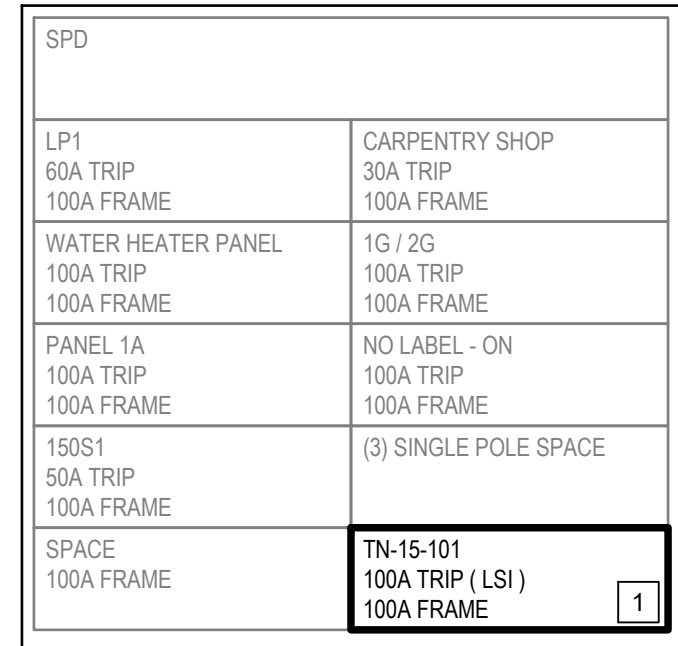 SPD
LP1
60A TRIP
100A FRAME
CARPENTRY SHOP
30A TRIP
100A FRAME
WATER HEATER PANEL
100A TRIP
100A FRAME
1G / 2G
100A TRIP
100A FRAME
PANEL 1A
100A TRIP
100A FRAME
NO LABEL - ON
100A TRIP
100A FRAME
150S1
50A TRIP
100A FRAME
(3) SINGLE POLE SPACE
SPACE
100A FRAME
TN-15-101
100A TRIP ( LSI )
100A FRAME
1